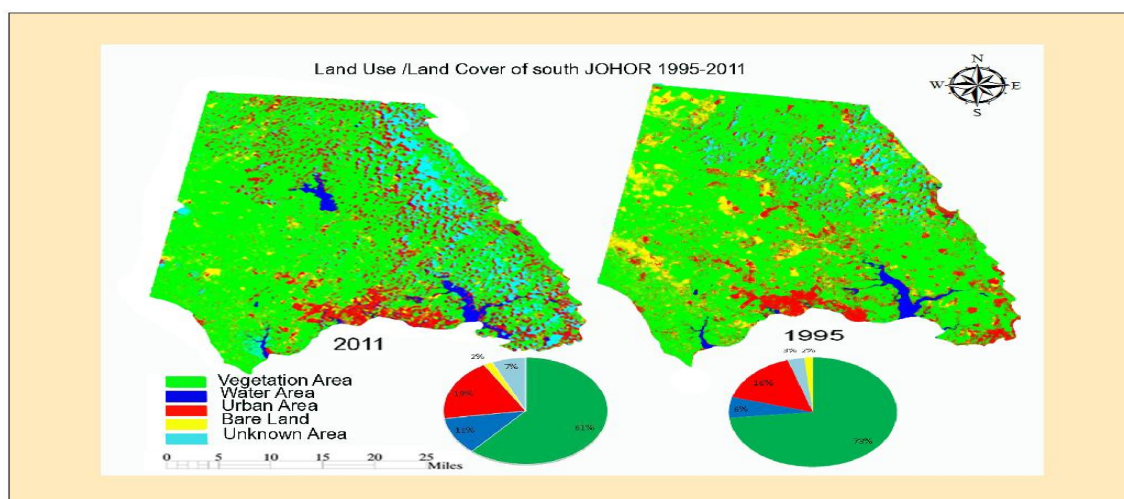 Land Use /Land Cover of south JOHOR 1995-2011
N
W E
S
2011
1995
Vegetation Area
Water Area
Urban Area
Bare Land
Unknown Area
0 5 10 15 20 25
Miles
2%
7%
19%
11%
61%
3% 2%
16%
6%
73%